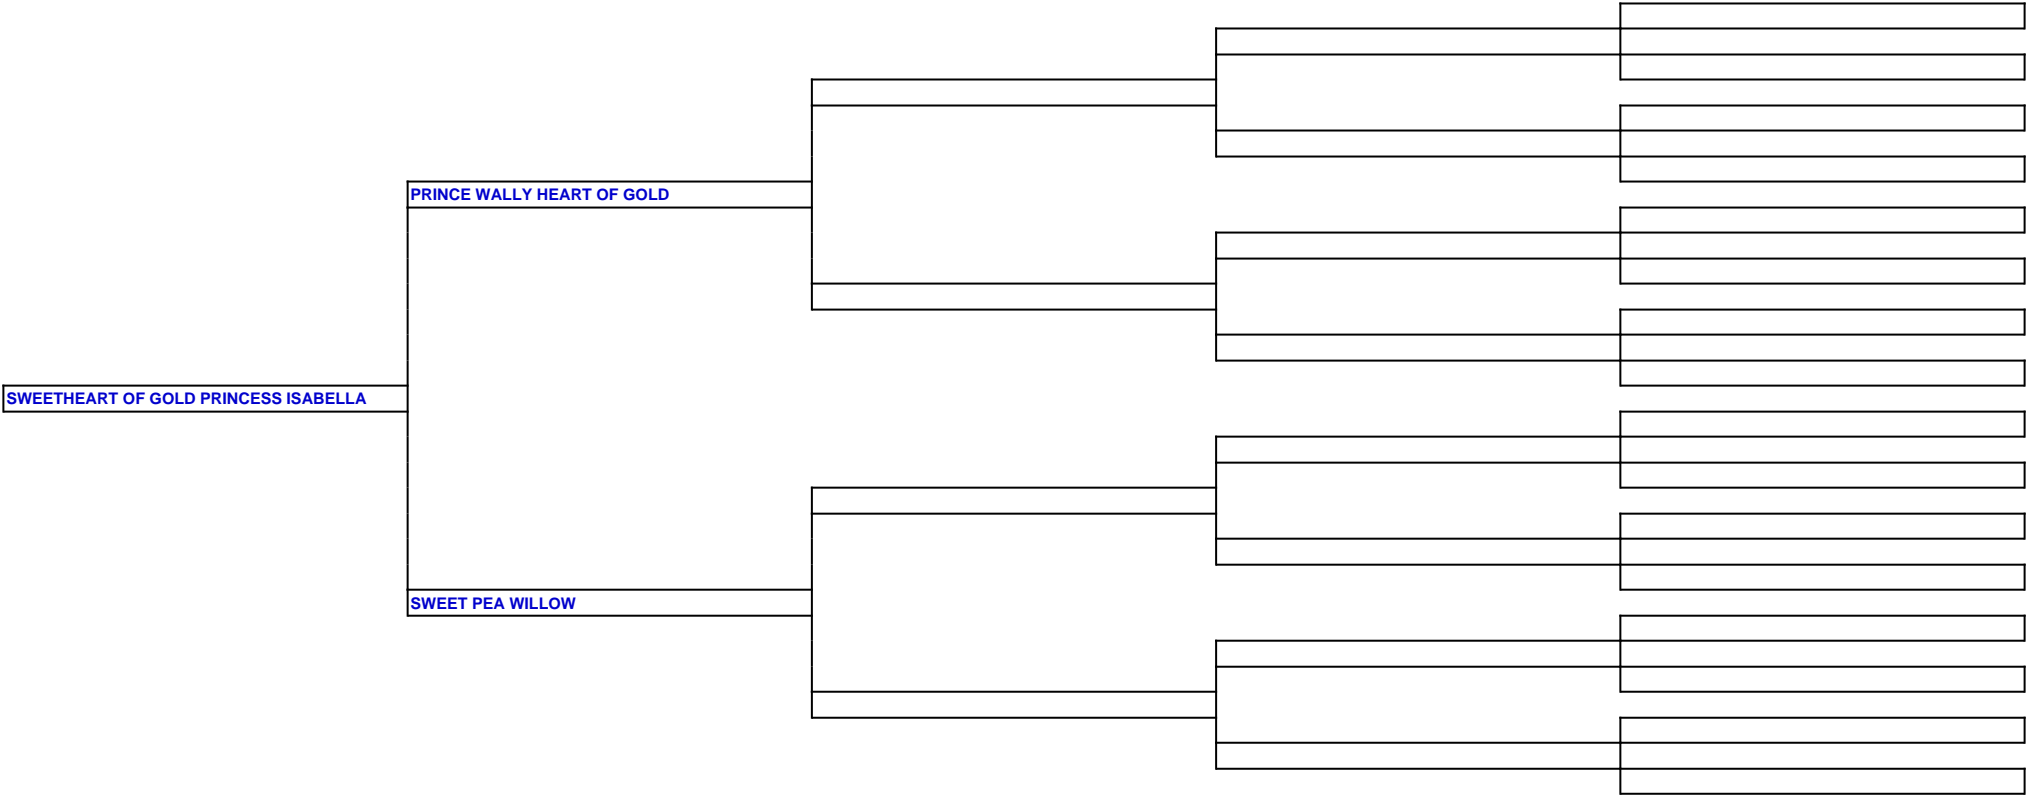 PRINCE WALLY HEART OF GOLD
SWEETHEART OF GOLD PRINCESS ISABELLA
SWEET PEA WILLOW